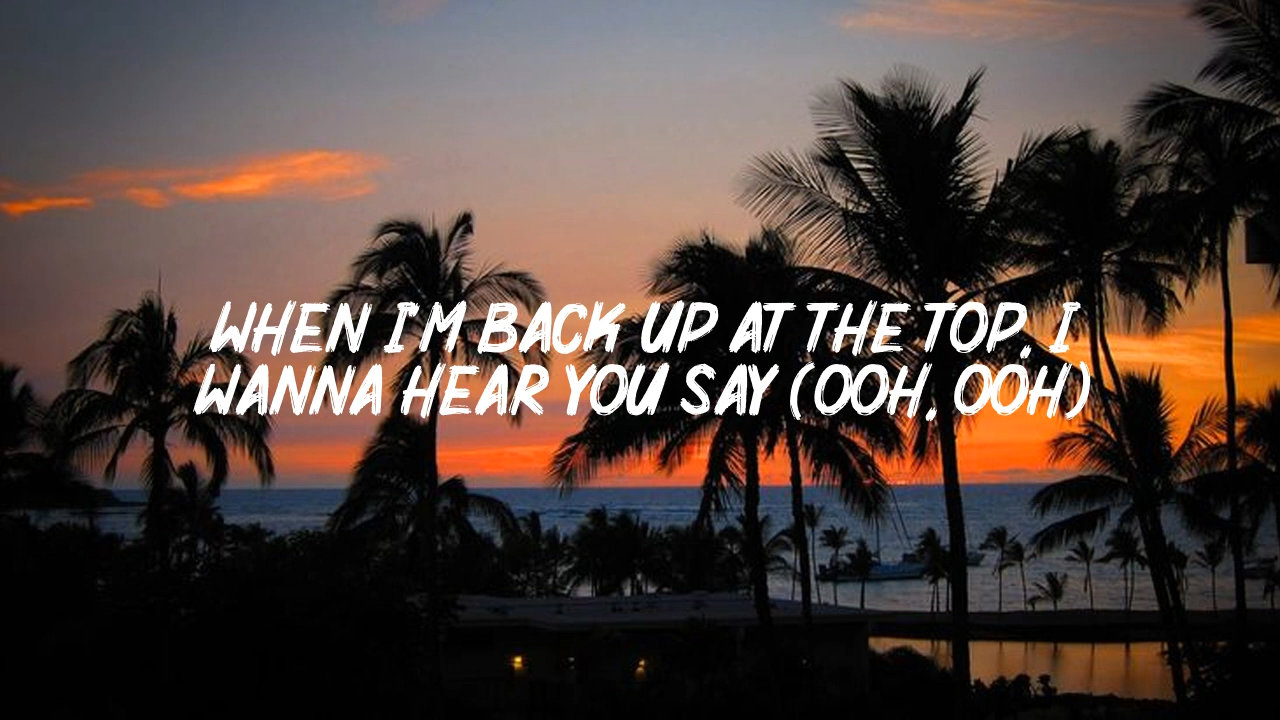 WHEN I'M BACK UP AT THE TOP, I
WANNA HEAR YOU SAY (OOH, OOH)